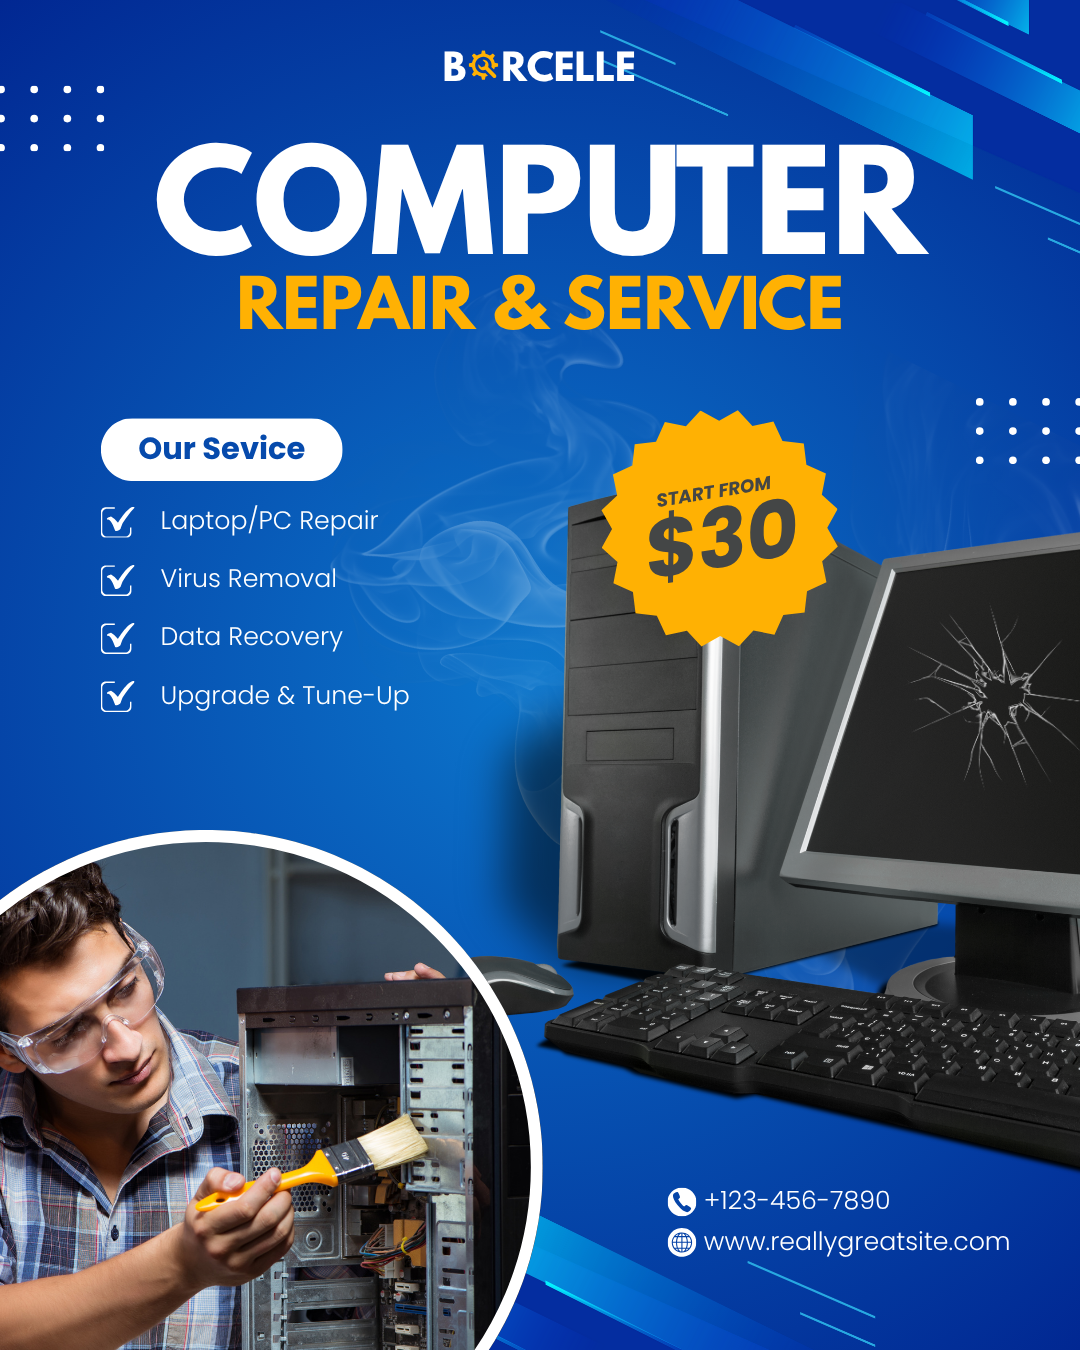 BORCELLE
COMPUTER
REPAIR & SERVICE
Our Sevice
Laptop/PC Repair
Virus Removal
Data Recovery
Upgrade & Tune-Up
START FROM
$30
+123-456-7890
www.reallygreatsite.com